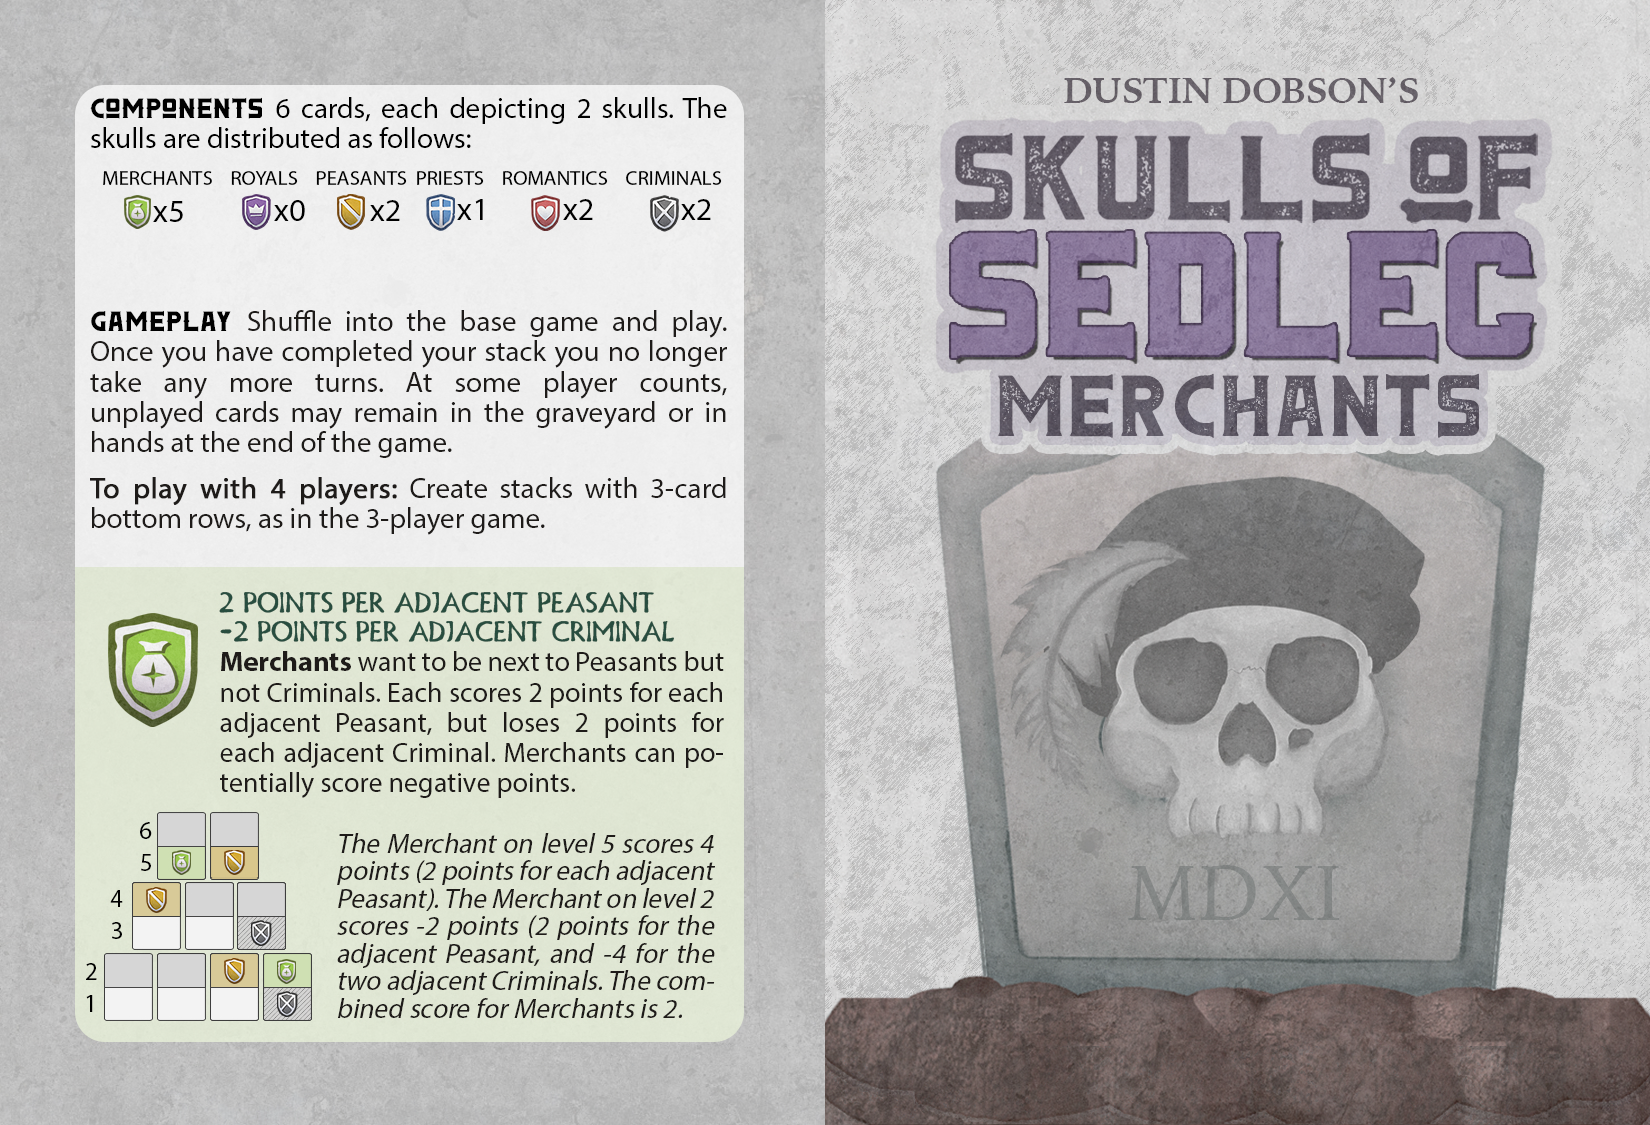 COMPONENTS 6 cards, each depicting 2 skulls. The
skulls are distributed as follows:
MERCHANTS ROYALS PEASANTS PRIESTS ROMANTICS CRIMINALS
x5 x0 x2 x1 x2 x2
GAMEPLAY Shuffle into the base game and play.
Once you have completed your stack you no longer
take any more turns. At some player counts,
unplayed cards may remain in the graveyard or in
hands at the end of the game.
To play with 4 players: Create stacks with 3-card
bottom rows, as in the 3-player game.
2 POINTS PER ADJACENT PEASANT
-2 POINTS PER ADJACENT CRIMINAL
Merchants want to be next to Peasants but
not Criminals. Each scores 2 points for each
adjacent Peasant, but loses 2 points for
each adjacent Criminal. Merchants can po-
tentially score negative points.
6
5
4
3
2
1
The Merchant on level 5 scores 4
points (2 points for each adjacent
Peasant). The Merchant on level 2
scores -2 points (2 points for the
adjacent Peasant, and -4 for the
two adjacent Criminals. The com-
bined score for Merchants is 2.
DUSTIN DOBSON'S
SKULLS OF
SEDLEC
MERCHANTS
MDXI